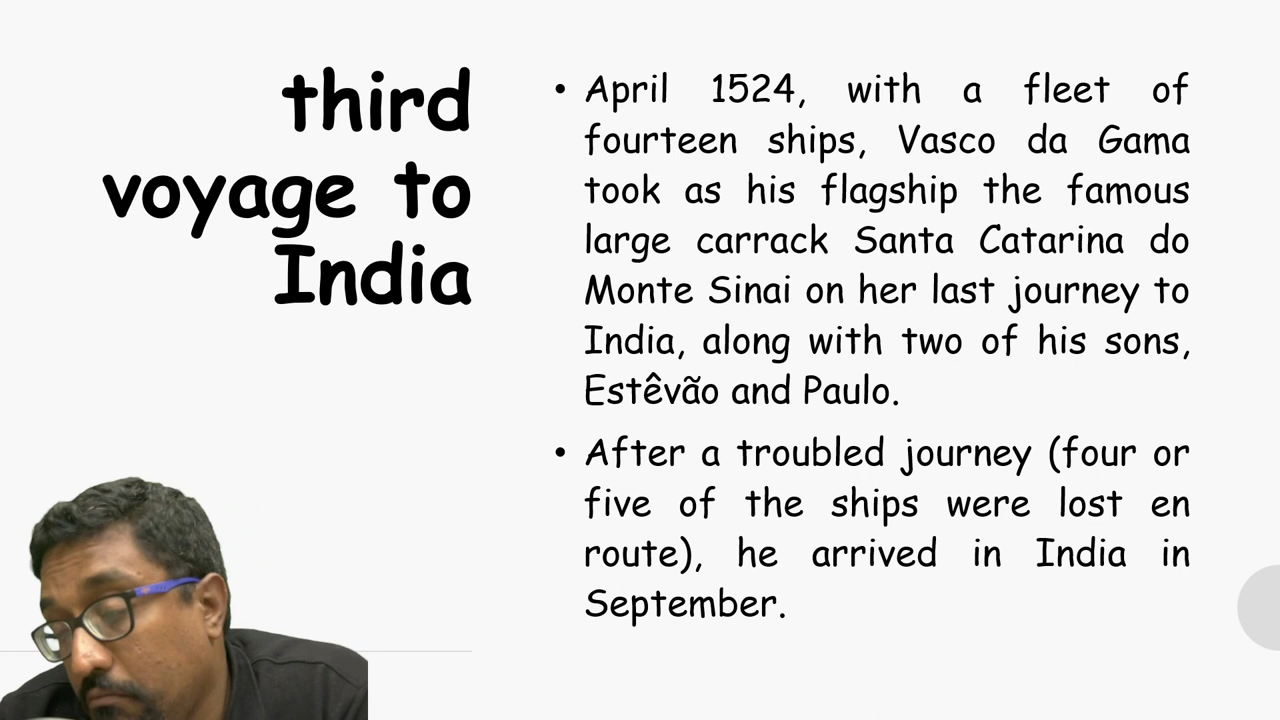 third
voyage to
India
• April 1524, with a fleet of
fourteen ships, Vasco da Gama
took as his flagship the famous
large carrack Santa Catarina do
Monte Sinai on her last journey to
India, along with two of his sons,
Estêvão and Paulo.
• After a troubled journey (four or
five of the ships were lost en
route), he arrived in India in
September.